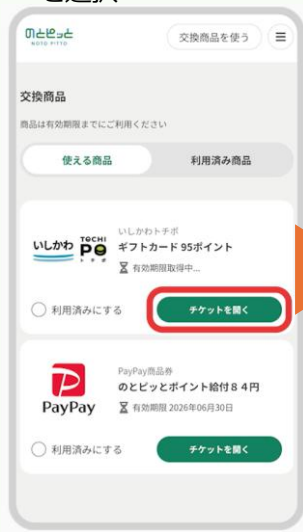 を選択
のとピッと
NOTO PITTO
交換商品を使う
交換商品
商品は有効期限までにご利用ください
使える商品 利用済み商品
いしかわトチポ
いしかわ TOCHI PO
トチポ
ギフトカード 95ポイント
有効期限取得中...
利用済みにする チケットを開く
PayPay商品券
のとピッとポイント給付84円
P
PayPay
有効期限 2026年06月30日
利用済みにする チケットを開く